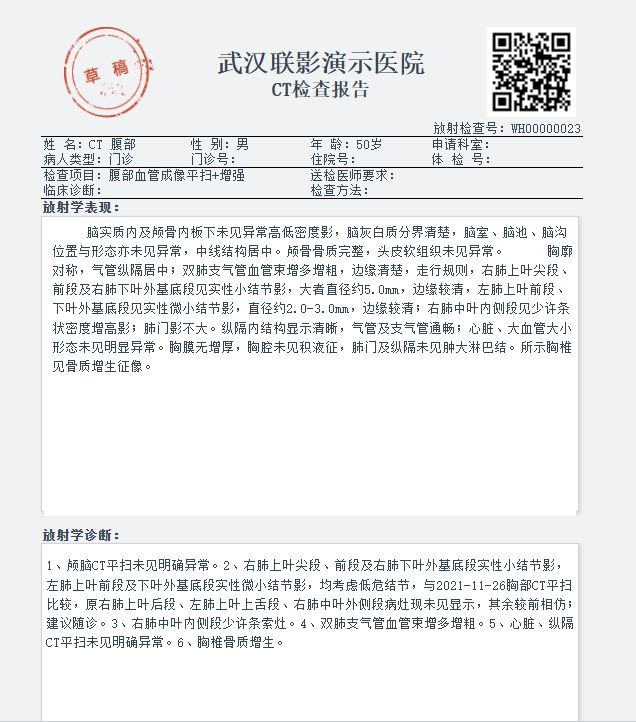 草 稿
武汉联影演示医院
CT检查报告
放射检查号：WH00000023
姓 名：CT 腹部 性 别：男 年 龄：50岁 申请科室：
病人类型：门诊 门诊号： 住院号： 体 检 号：
检查项目：腹部血管成像平扫+增强 送检医师要求：
临床诊断： 检查方法：
放射学表现：
脑实质内及颅骨内板下未见异常高低密度影，脑灰白质分界清楚，脑室、脑池、脑沟
位置与形态亦未见异常，中线结构居中。颅骨骨质完整，头皮软组织未见异常。 胸廓
对称，气管纵隔居中；双肺支气血管束增多增粗，边缘清楚，走行规则，右肺上叶尖段、
前段及右肺下叶外基底段见实性小结节影，大者直径约5.0mm，边缘较清，左肺上叶前段、
下叶外基底段见实性微小结节影，直径约2.0-3.0mm，边缘较清；右肺中叶内侧段见少许条
状密度增高影；肺门影不大。纵隔内结构显示清晰，气管及支气管通畅；心脏、大血管大小
形态未见明显异常。胸膜无增厚，胸腔未见积液征，肺门及纵隔未见肿大淋巴结。所示胸椎
见骨质增生征像。
放射学诊断：
1、颅脑CT平扫未见明确异常。2、右肺上叶尖段、前段及右肺下叶外基底段实性小结节影，
左肺上叶前段及下叶外基底段实性微小结节影，均考虑低危结节，与2021-11-26胸部CT平扫
比较，原右肺上叶后段、左肺上叶上舌段、右肺中叶外侧段病灶现未见显示，其余较前相仿；
建议随诊。3、右肺中叶内侧段少许条索灶。4、双肺支气管血管束增多增粗。5、心脏、纵隔
CT平扫未见明确异常。6、胸椎骨质增生。